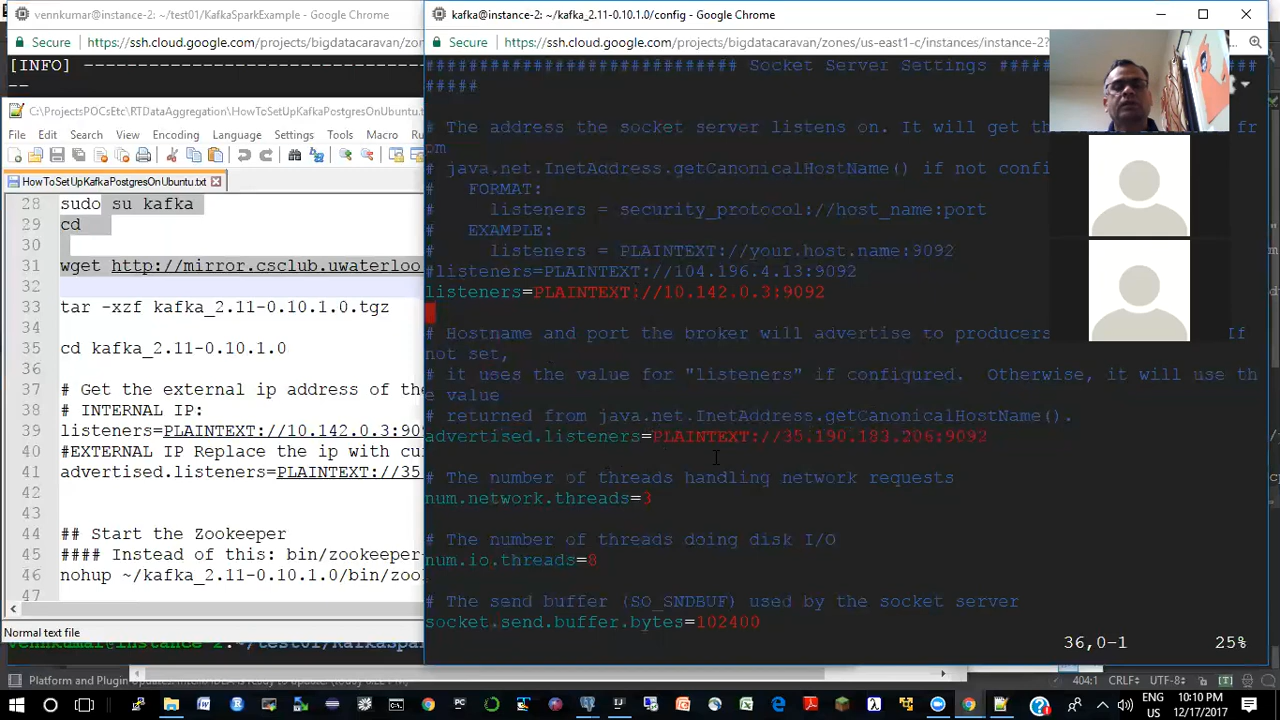 venkumar@instance-2: ~/test01/KafkaSparkExample - Google Chrome
Secure https://ssh.cloud.google.com/projects/bigdatacaravan/zon
[INFO] ----------------------------------
--
C:\ProjectsPOCsEtc\RTDataAggregation\HowToSetUpKafkaPostgresOnUbuntu.t
File Edit Search View Encoding Language Settings Tools Macro R
HowToSetUpKafkaPostgresOnUbuntu.txt
28 sudo su kafka
29 cd
30
31 wget http://mirror.csclub.uwaterloo
32
33 tar -xzf kafka_2.11-0.10.1.0.tgz
34
35 cd kafka_2.11-0.10.1.0
36
37 # Get the external ip address of the
38 # INTERNAL IP:
39 listeners=PLAINTEXT://10.142.0.3:909
40 #EXTERNAL IP Replace the ip with cu
41 advertised.listeners=PLAINTEXT://35
42
43
44 ## Start the Zookeeper
45 #### Instead of this: bin/zookeeper
46 nohup ~/kafka_2.11-0.10.1.0/bin/zoo
47
Normal text file
kafka@instance-2: ~/kafka_2.11-0.10.1.0/config - Google Chrome
Secure https://ssh.cloud.google.com/projects/bigdatacaravan/zones/us-east1-c/instances/instance-2?
############################ Socket Server Settings
#####
# The address the socket server listens on. It will get the fr
om
# java.net.InetAddress.getCanonicalHostName() if not confi
#   FORMAT:
#     listeners = security_protocol://host_name:port
#   EXAMPLE:
#     listeners = PLAINTEXT://your.host.name:9092
#listeners=PLAINTEXT://104.196.4.13:9092
listeners=PLAINTEXT://10.142.0.3:9092
# Hostname and port the broker will advertise to producers If
not set,
# it uses the value for "listeners" if configured.  Otherwise, it will use th
e value
# returned from java.net.InetAddress.getCanonicalHostName().
advertised.listeners=PLAINTEXT://35.190.183.206:9092
# The number of threads handling network requests
num.network.threads=3
# The number of threads doing disk I/O
num.io.threads=8
# The send buffer (SO_SNDBUF) used by the socket server
socket.send.buffer.bytes=102400
36,0-1 25%
404:1 CRLF UTF-8
ENG
US
10:10 PM
12/17/2017